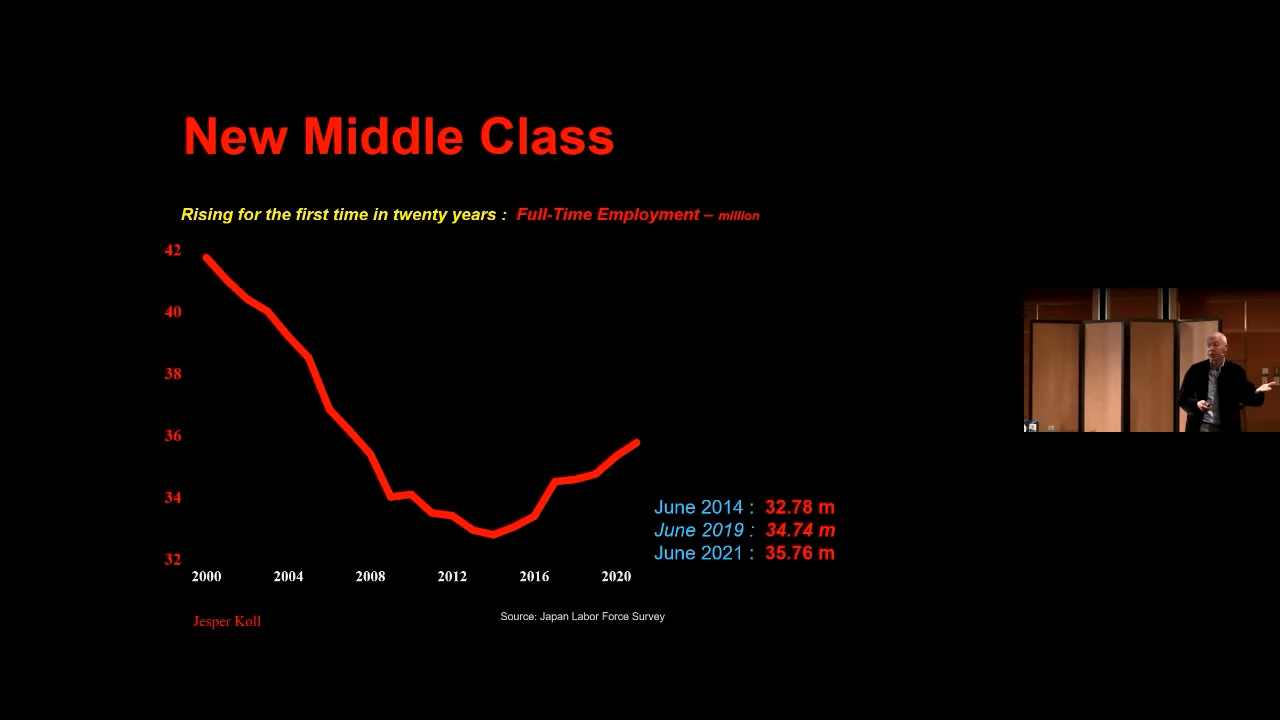 New Middle Class
Rising for the first time in twenty years : Full-Time Employment – million
42
40
38
36
34
32
2000 2004 2008 2012 2016 2020
June 2014 : 32.78 m
June 2019 : 34.74 m
June 2021 : 35.76 m
Jesper Koll
Source: Japan Labor Force Survey